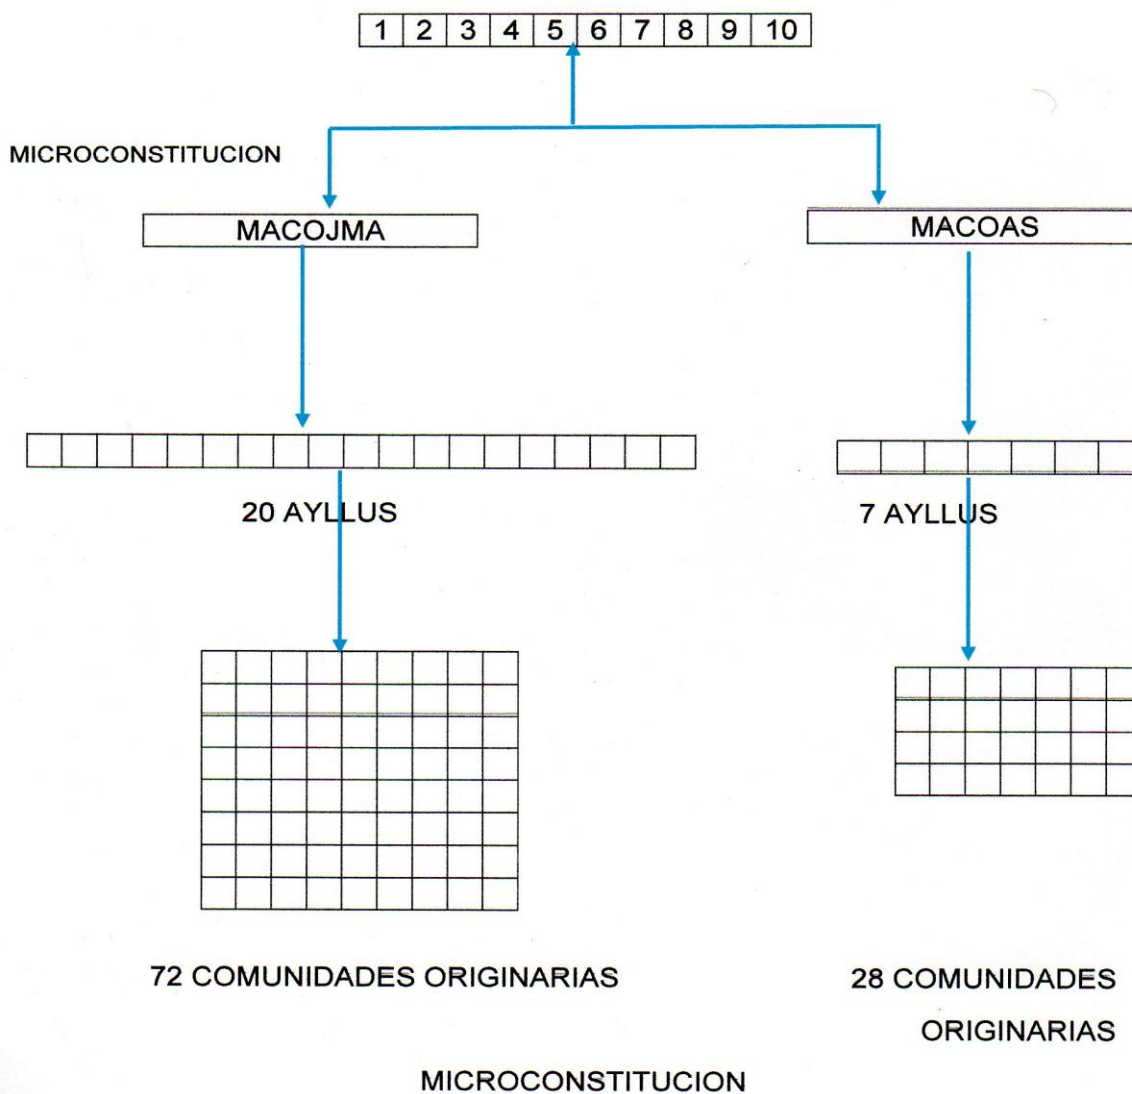 1 2 3 4 5 6 7 8 9 10
MICROCONSTITUCION
MACOJMA
MACOAS
20 AYLLUS
7 AYLLUS
72 COMUNIDADES ORIGINARIAS
28 COMUNIDADES
ORIGINARIAS
MICROCONSTITUCION